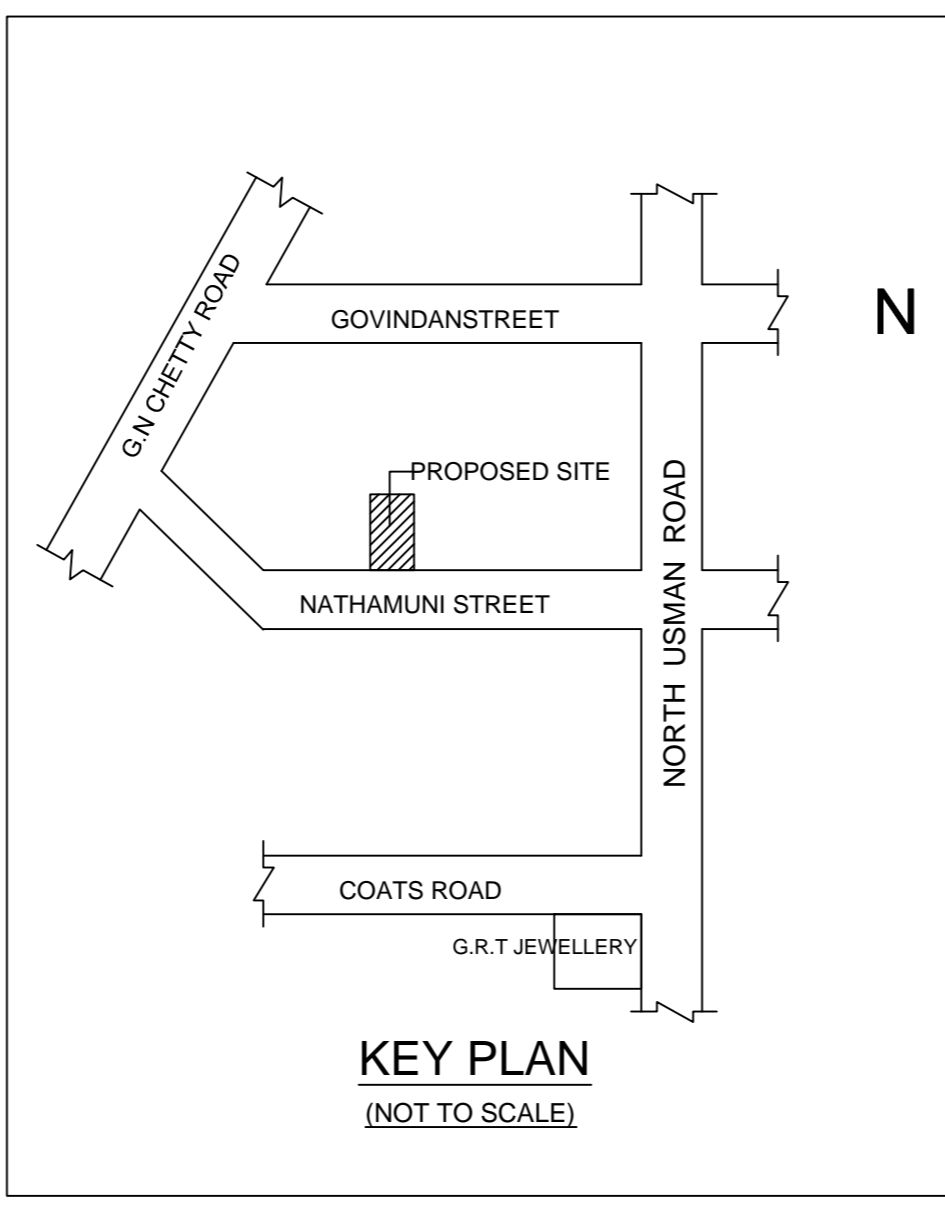 G.N CHETTY ROAD
GOVINDANSTREET
N
PROPOSED SITE
NATHAMUNI STREET
NORTH USMAN ROAD
COATS ROAD
G.R.T JEWELLERY
KEY PLAN
(NOT TO SCALE)